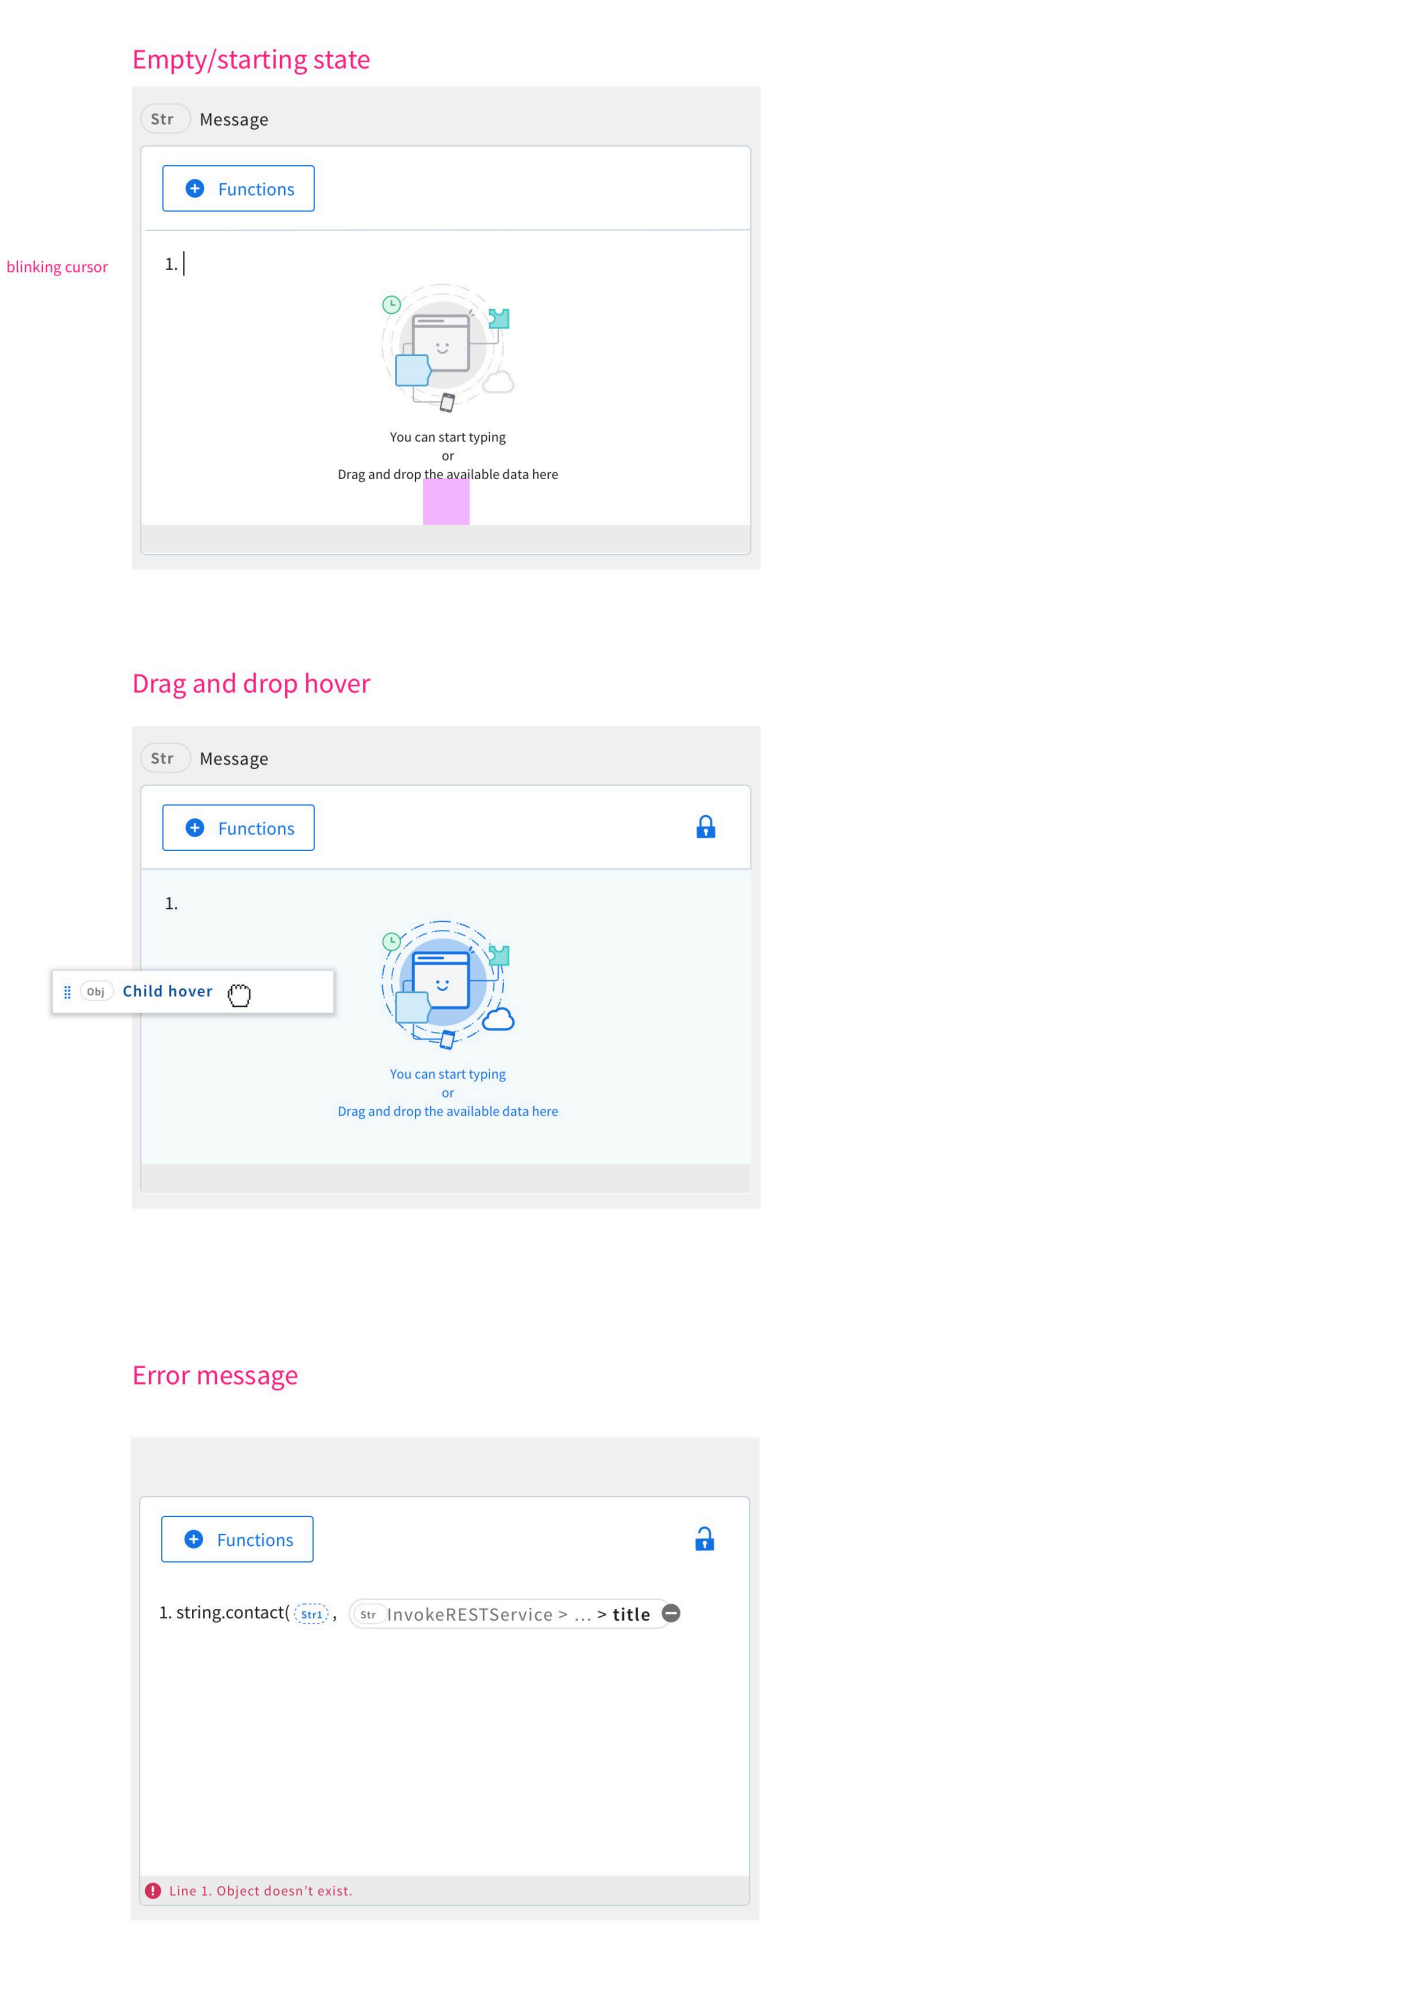 Empty/starting state
Str Message
Functions
blinking cursor
1.
You can start typing
or
Drag and drop the available data here
Drag and drop hover
Str Message
Functions
1.
Obj Child hover
You can start typing
or
Drag and drop the available data here
Error message
Functions
1. string.contact( Str1 , Str InvokeRESTService > ... > title
Line 1. Object doesn't exist.